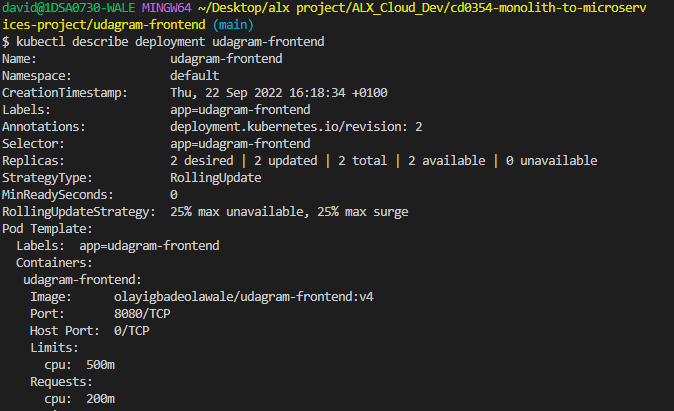 david@1DSA0730-WALE MINGW64 ~/Desktop/alx project/ALX_Cloud_Dev/cd0354-monolith-to-microserv
ices-project/udagram-frontend (main)
$ kubectl describe deployment udagram-frontend
Name:                   udagram-frontend
Namespace:              default
CreationTimestamp:      Thu, 22 Sep 2022 16:18:34 +0100
Labels:                 app=udagram-frontend
Annotations:            deployment.kubernetes.io/revision: 2
Selector:               app=udagram-frontend
Replicas:               2 desired | 2 updated | 2 total | 2 available | 0 unavailable
StrategyType:           RollingUpdate
MinReadySeconds:        0
RollingUpdateStrategy:  25% max unavailable, 25% max surge
Pod Template:
  Labels:  app=udagram-frontend
  Containers:
   udagram-frontend:
    Image:      olayigbadeolawale/udagram-frontend:v4
    Port:       8080/TCP
    Host Port:  0/TCP
    Limits:
      cpu:  500m
    Requests:
      cpu:  200m